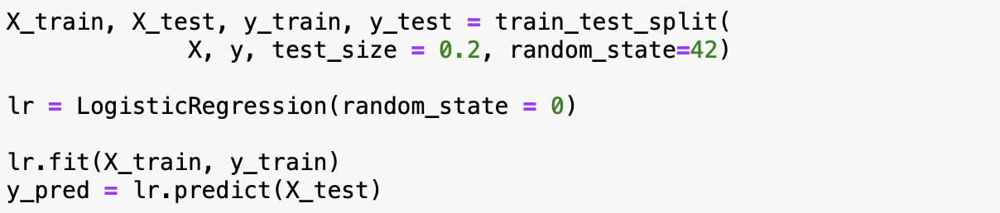 X_train, X_test, y_train, y_test = train_test_split(
X, y, test_size = 0.2, random_state=42)
lr = LogisticRegression(random_state = 0)
lr.fit(X_train, y_train)
y_pred = lr.predict(X_test)